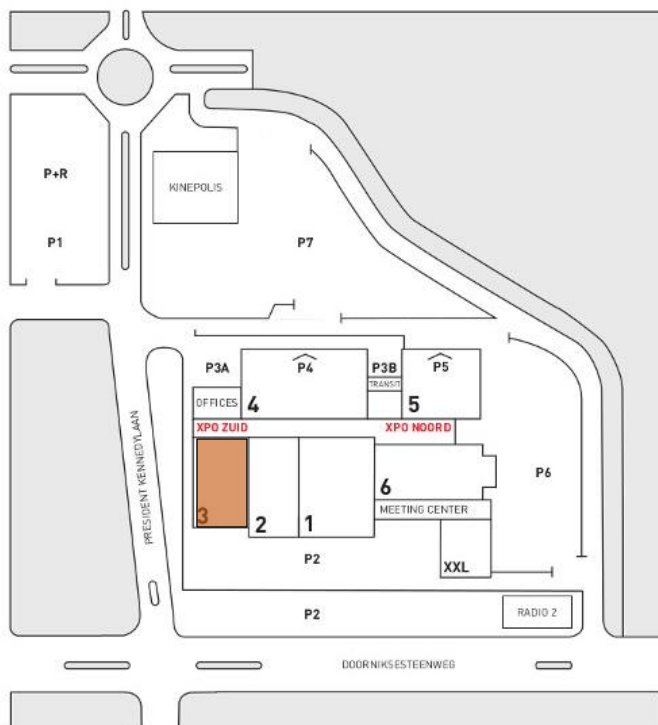 P+R
KINEPOLIS
P1
P7
P3A
P4
P3B
P5
TRANSIT
OFFICES
4
5
XPO ZUID
XPO NOORD
PRESIDENT KENNEDYLAAN
6
P6
3
2
1
MEETING CENTER
P2
XXL
P2
RADIO 2
DOORNIKSESTEENWEG